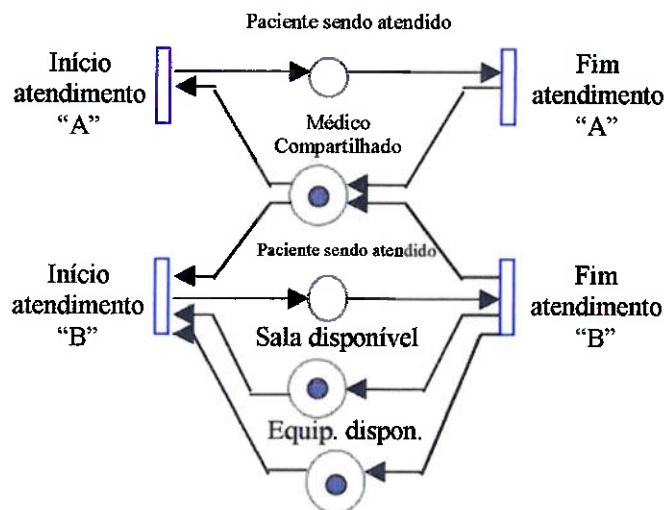 Paciente sendo atendido
Início
atendimento
“A”
Fim
atendimento
“A”
Médico
Compartilhado
Paciente sendo atendido
Início
atendimento
“B”
Fim
atendimento
“B”
Sala disponível
Equip. dispon.